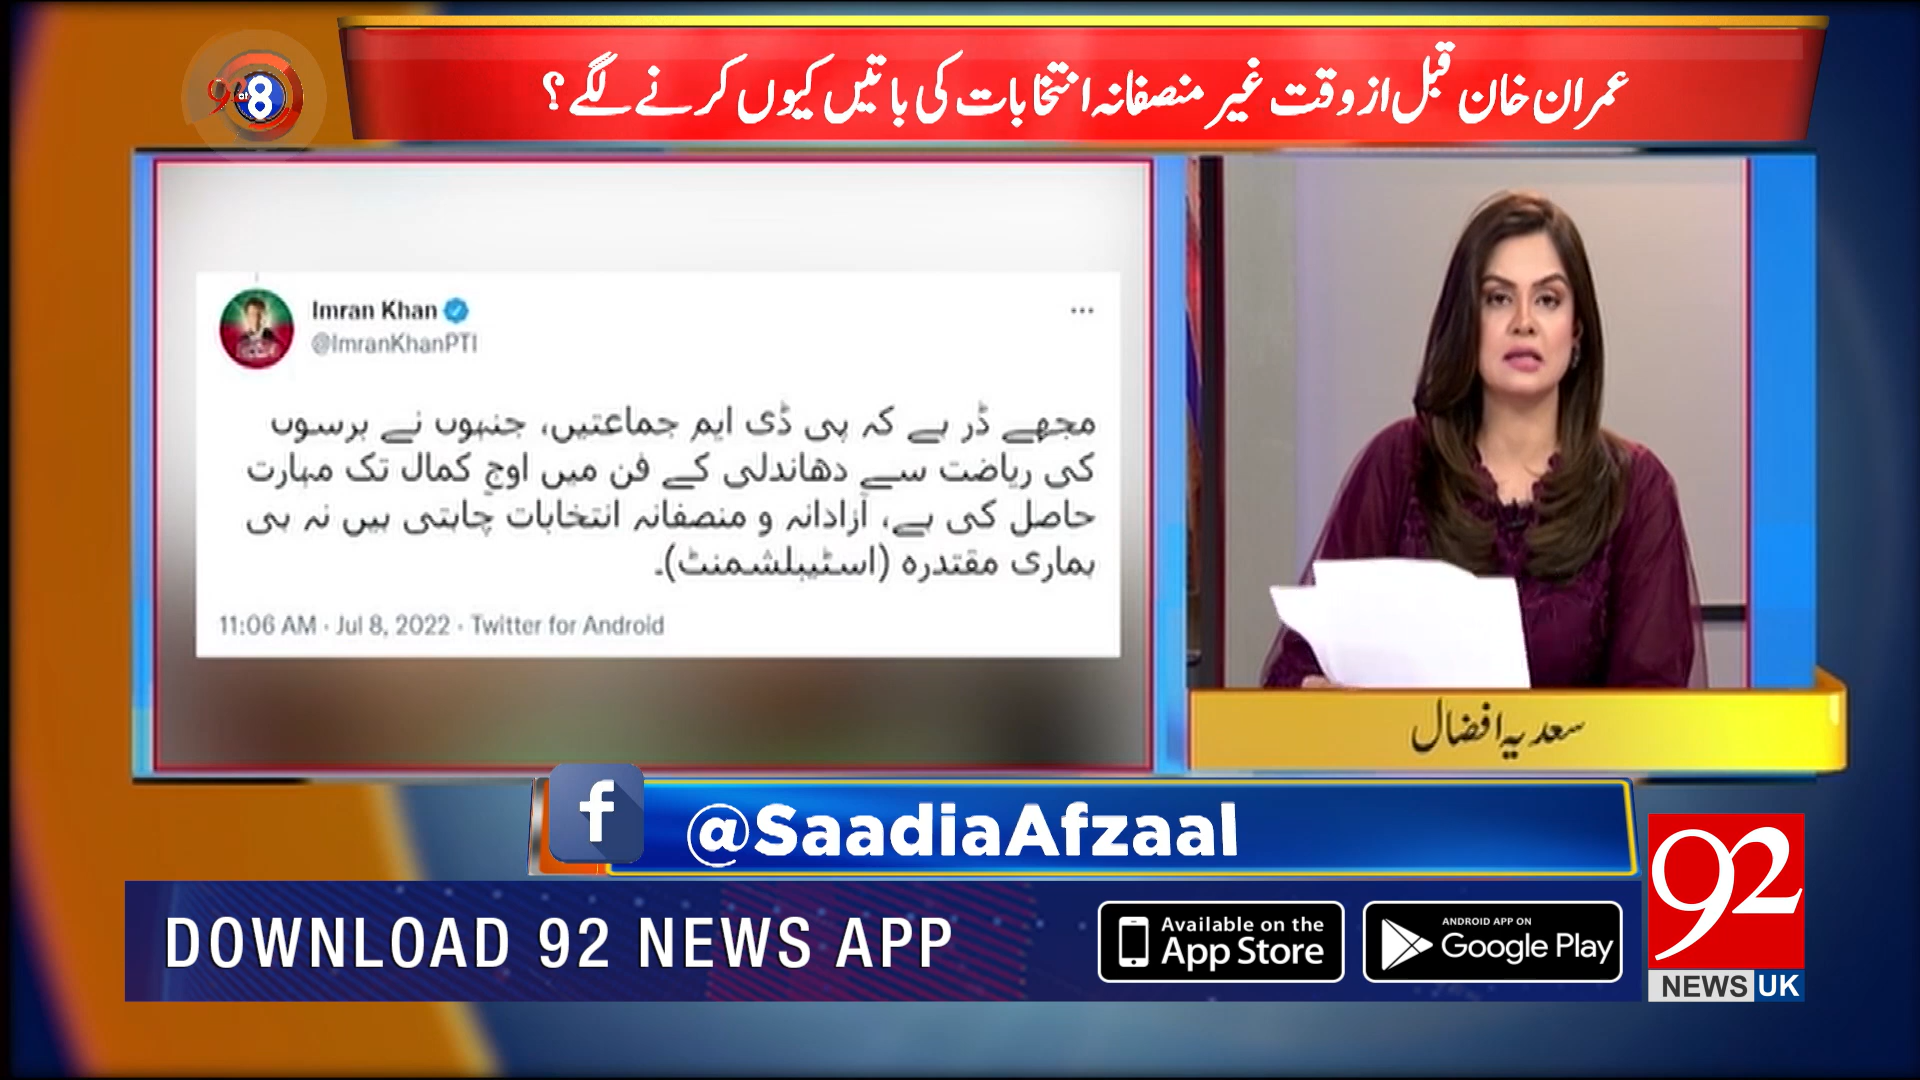 92 at 8
عمران خان قبل از وقت غیر منصفانہ انتخابات کی باتیں کیوں کرنے لگے؟
Imran Khan
@ImranKhanPTI
مجھے ڈر ہے کہ پی ڈی ایم جماعتیں، جنہوں نے برسوں
کی ریاضت سے دھاندلی کے فن میں اوجِ کمال تک مہارت
حاصل کی ہے، آزادانہ و منصفانہ انتخابات چاہتی ہیں نہ ہی
ہماری مقتدرہ (اسٹیبلشمنٹ)۔
11:06 AM · Jul 8, 2022 · Twitter for Android
سعدیہ افضال
f @SaadiaAfzaal
DOWNLOAD 92 NEWS APP
Available on the
App Store
ANDROID APP ON
Google Play
92
NEWS UK